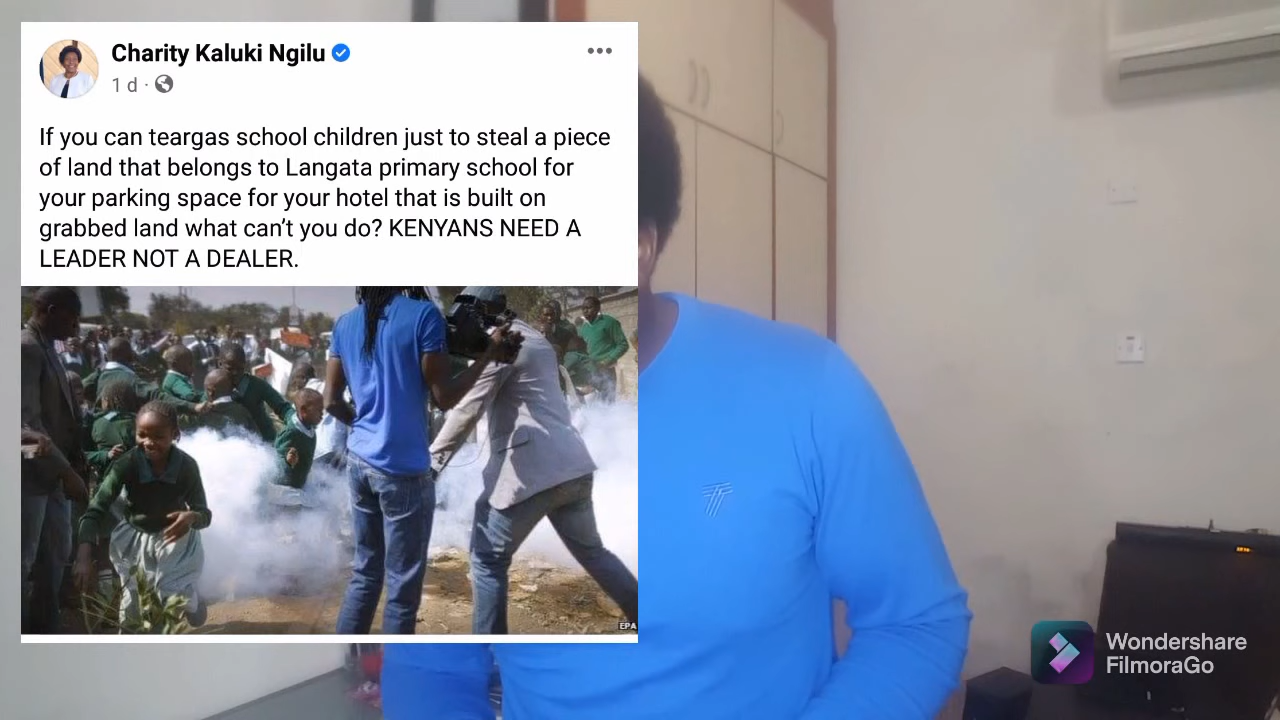 Charity Kaluki Ngilu
1 d ·
If you can teargas school children just to steal a piece
of land that belongs to Langata primary school for
your parking space for your hotel that is built on
grabbed land what can't you do? KENYANS NEED A
LEADER NOT A DEALER.
EPA
Wondershare
FilmoraGo